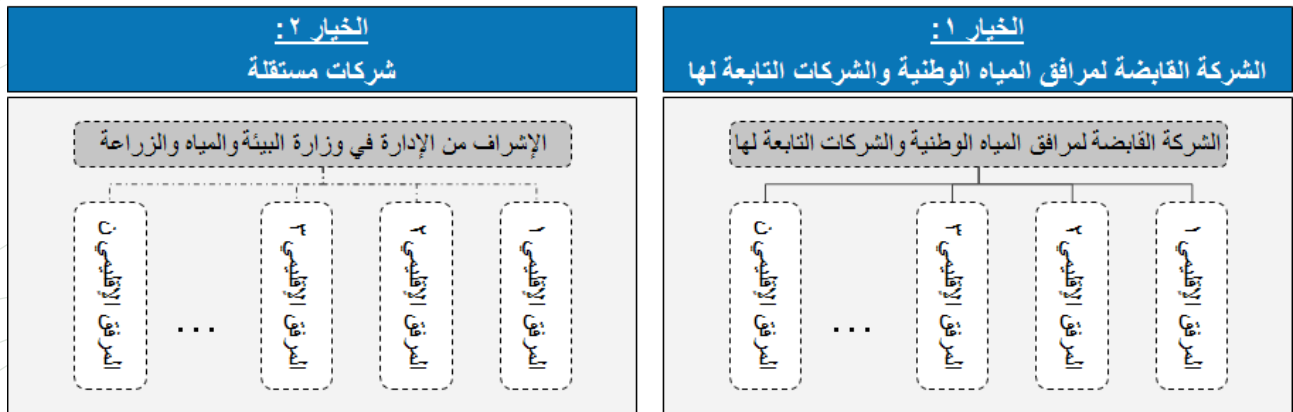 الخيار ١:
الشركة القابضة لمرافق المياه الوطنية والشركات التابعة لها
الشركة القابضة لمرافق المياه الوطنية والشركات التابعة لها
المرفق الإقليمي ١
المرفق الإقليمي ٢
المرفق الإقليمي ٣
...
المرفق الإقليمي ن
الخيار ٢:
شركات مستقلة
الإشراف من الإدارة في وزارة البيئة والمياه والزراعة
المرفق الإقليمي ١
المرفق الإقليمي ٢
المرفق الإقليمي ٣
...
المرفق الإقليمي ن